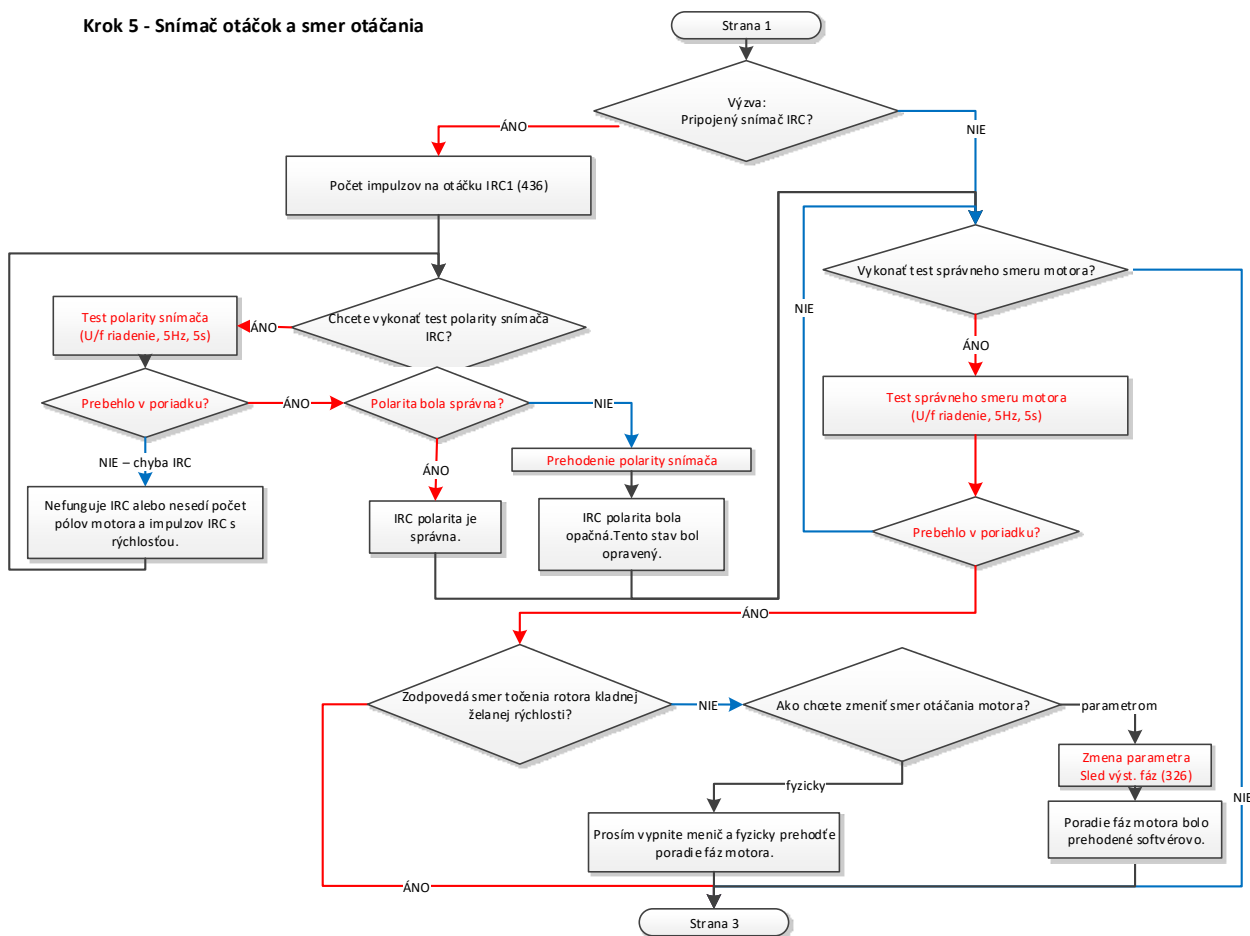 Krok 5 - Snímač otáčok a smer otáčania
Strana 1
Výzva:
Pripojený snímač IRC?
ÁNO
NIE
Počet impulzov na otáčku IRC1 (436)
Vykonať test správneho smeru motora?
NIE
NIE
Test polarity snímača
(U/f riadenie, 5Hz, 5s)
ÁNO
Chcete vykonať test polarity snímača
IRC?
ÁNO
Prebehlo v poriadku?
ÁNO
Polarita bola správna?
NIE
Test správneho smeru motora
(U/f riadenie, 5Hz, 5s)
NIE – chyba IRC
ÁNO
Prehodenie polarity snímača
Nefunguje IRC alebo nesedí počet
pólov motora a impulzov IRC s
rýchlosťou.
IRC polarita je
správna.
IRC polarita bola
opačná.Tento stav bol
opravený.
Prebehlo v poriadku?
ÁNO
Zodpovedá smer točenia rotora kladnej
želanej rýchlosti?
NIE
Ako chcete zmeniť smer otáčania motora?
parametrom
Zmena parametra
Sled výst. fáz (326)
fyzicky
Prosím vypnite menič a fyzicky prehoďte
poradie fáz motora.
Poradie fáz motora bolo
prehodené softvérovo.
NIE
ÁNO
Strana 3